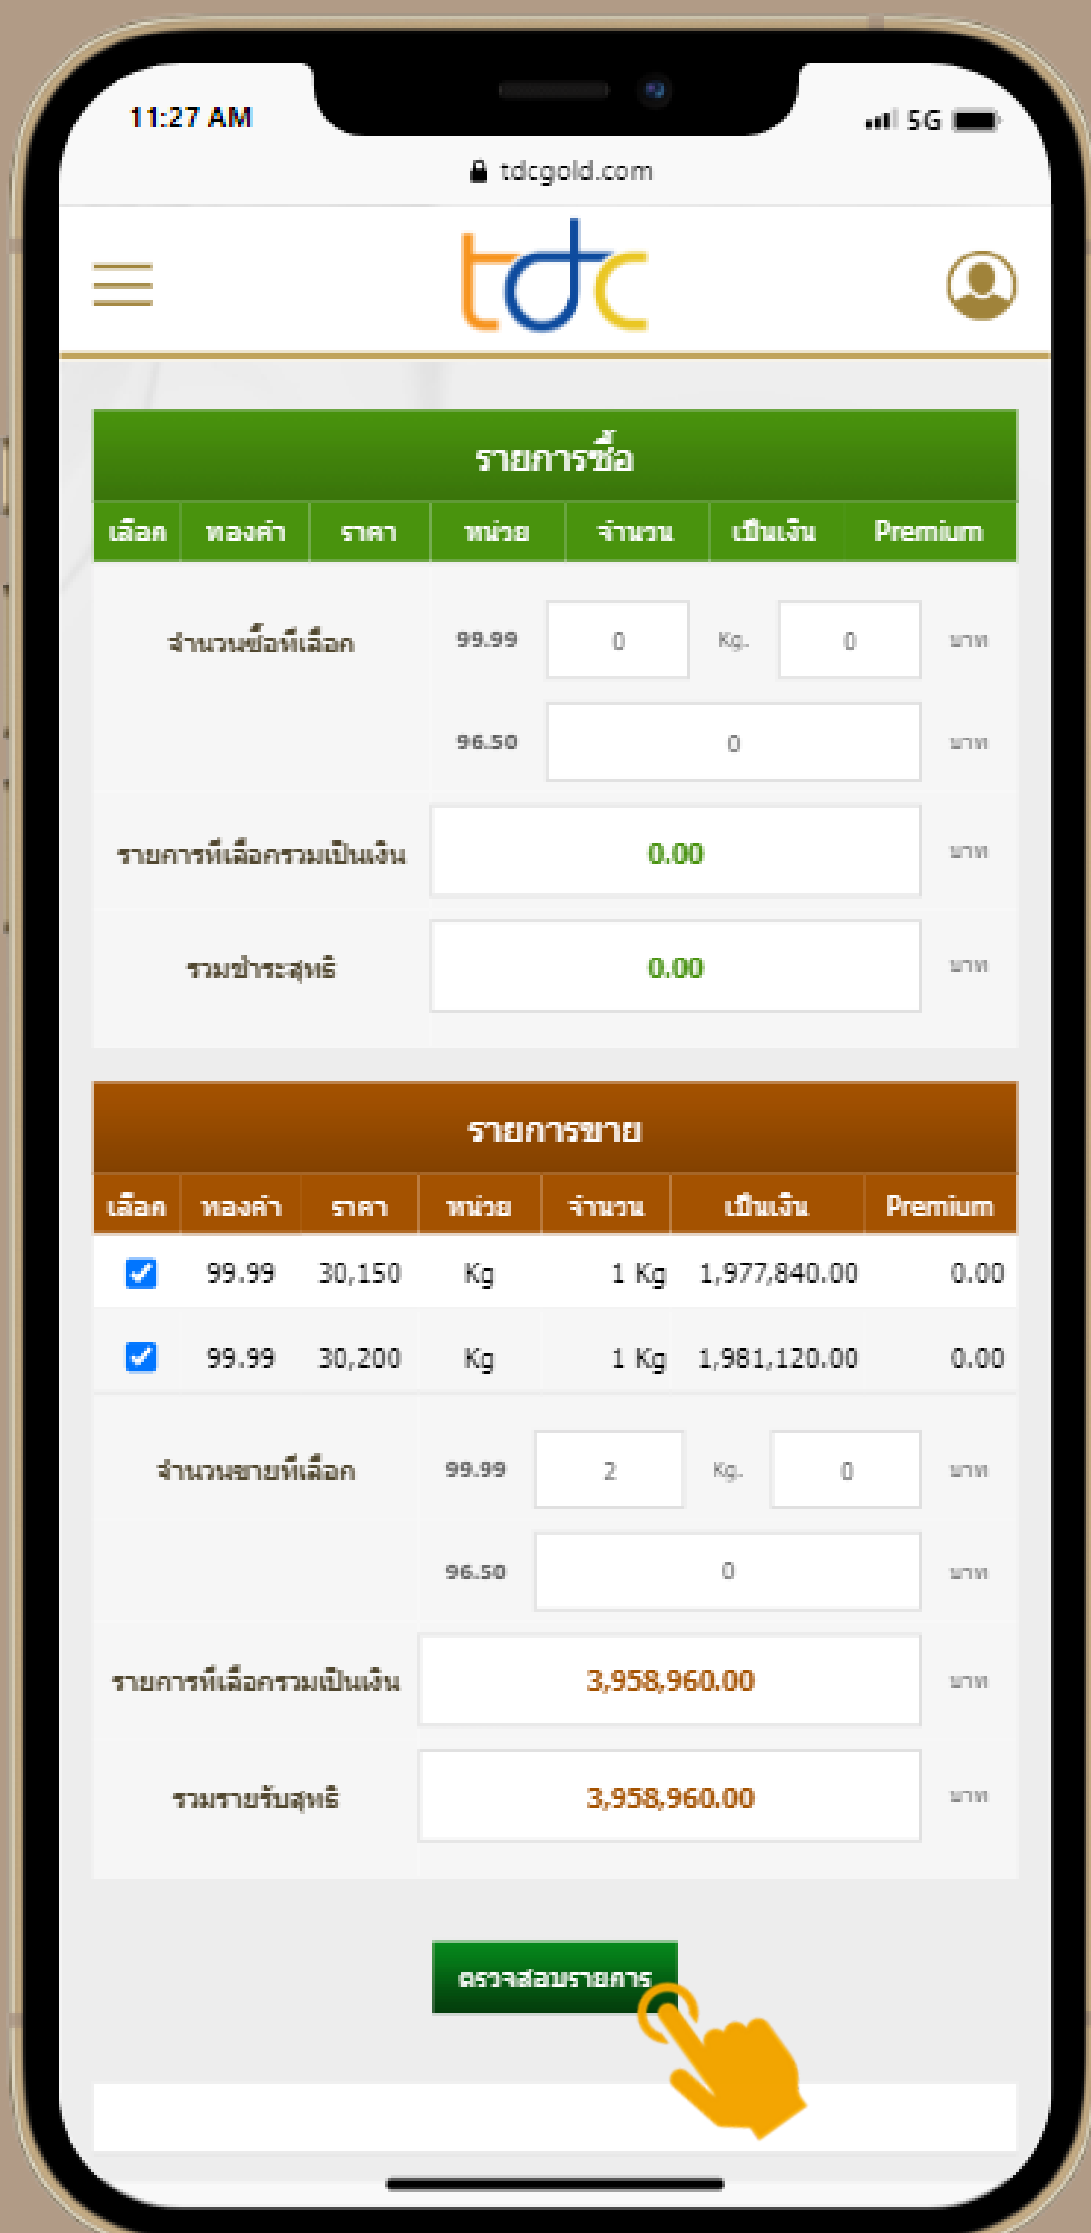 11:27 AM 5G
tdcgold.com
tdc
รายการซื้อ
เลือก ทองคำ ราคา หน่วย จำนวน เป็นเงิน Premium
จำนวนซื้อที่เลือก 99.99 0 Kg. 0 บาท
96.50 0 บาท
รายการที่เลือกรวมเป็นเงิน 0.00 บาท
รวมชำระสุทธิ 0.00 บาท
รายการขาย
เลือก ทองคำ ราคา หน่วย จำนวน เป็นเงิน Premium
99.99 30,150 Kg 1 Kg 1,977,840.00 0.00
99.99 30,200 Kg 1 Kg 1,981,120.00 0.00
จำนวนขายที่เลือก 99.99 2 Kg. 0 บาท
96.50 0 บาท
รายการที่เลือกรวมเป็นเงิน 3,958,960.00 บาท
รวมรายรับสุทธิ 3,958,960.00 บาท
ตรวจสอบรายการ